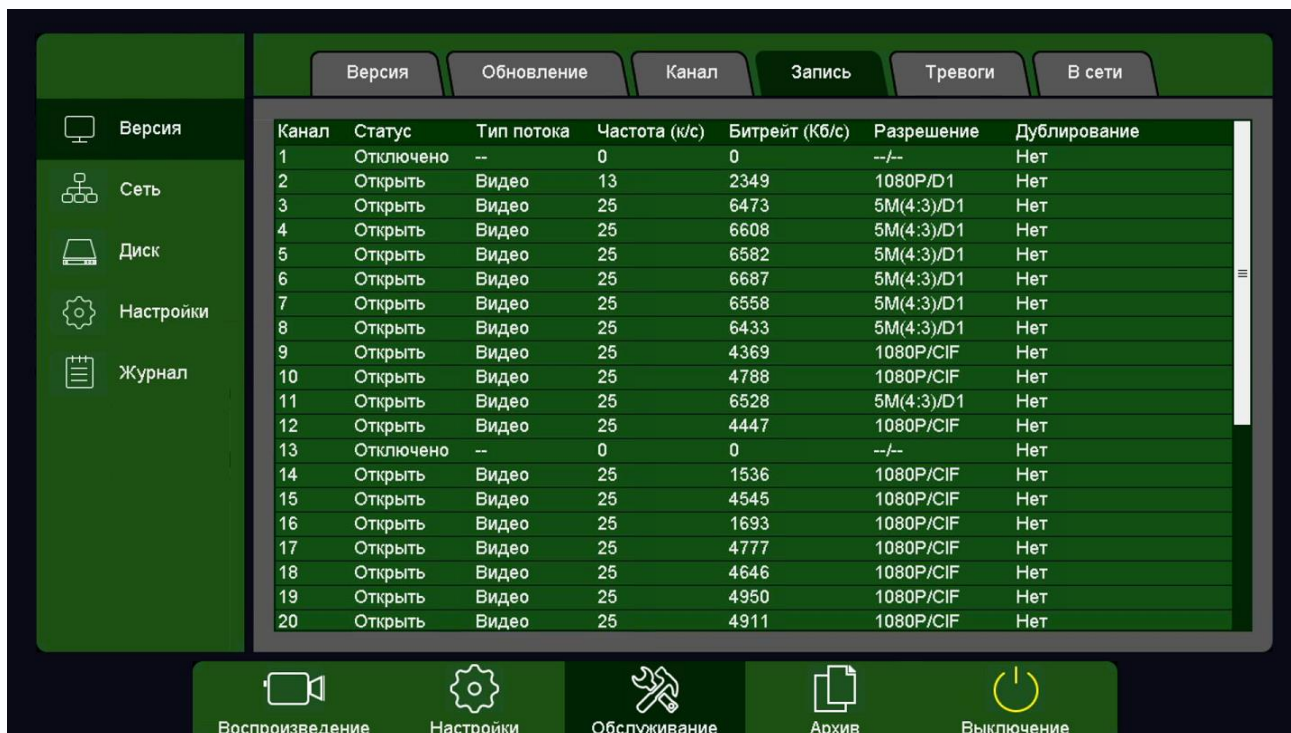 Версия Обновление Канал Запись Тревоги В сети
Версия
Сеть
Диск
Настройки
Журнал
Канал Статус Тип потока Частота (к/с) Битрейт (Кб/с) Разрешение Дублирование
1 Отключено -- 0 0 --/-- Нет
2 Открыть Видео 13 2349 1080P/D1 Нет
3 Открыть Видео 25 6473 5M(4:3)/D1 Нет
4 Открыть Видео 25 6608 5M(4:3)/D1 Нет
5 Открыть Видео 25 6582 5M(4:3)/D1 Нет
6 Открыть Видео 25 6687 5M(4:3)/D1 Нет
7 Открыть Видео 25 6558 5M(4:3)/D1 Нет
8 Открыть Видео 25 6433 5M(4:3)/D1 Нет
9 Открыть Видео 25 4369 1080P/CIF Нет
10 Открыть Видео 25 4788 1080P/CIF Нет
11 Открыть Видео 25 6528 5M(4:3)/D1 Нет
12 Открыть Видео 25 4447 1080P/CIF Нет
13 Отключено -- 0 0 --/-- Нет
14 Открыть Видео 25 1536 1080P/CIF Нет
15 Открыть Видео 25 4545 1080P/CIF Нет
16 Открыть Видео 25 1693 1080P/CIF Нет
17 Открыть Видео 25 4777 1080P/CIF Нет
18 Открыть Видео 25 4646 1080P/CIF Нет
19 Открыть Видео 25 4950 1080P/CIF Нет
20 Открыть Видео 25 4911 1080P/CIF Нет
Воспроизведение Настройки Обслуживание Архив Выключение